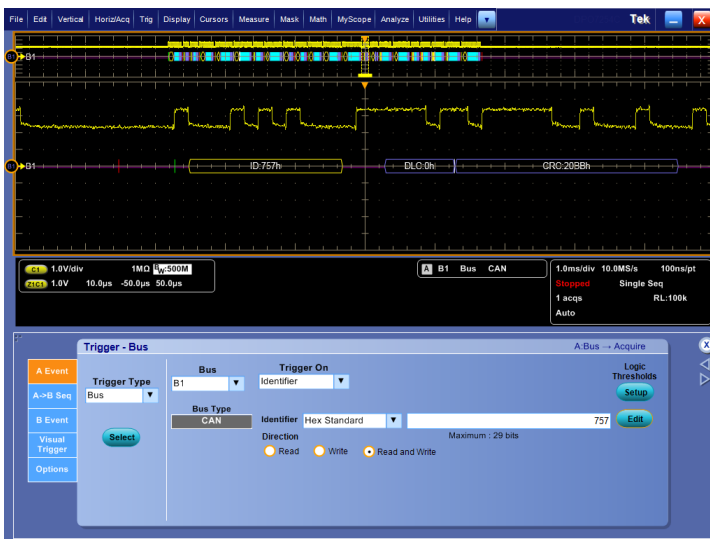 File Edit Vertical Horiz/Acq Trig Display Cursors Measure Mask Math MyScope Analyze Utilities Help Tek X
B1 B1
B1 B1 ID:757h DLC:0h CRC:20BBh
C1 1.0V/div 1MΩ BW:500M
Z1C1 1.0V 10.0µs -50.0µs 50.0µs
A B1 Bus CAN
1.0ms/div 10.0MS/s 100ns/pt
Stopped Single Seq
1 acqs RL:100k
Auto
Trigger - Bus A:Bus → Acquire X
A Event
A->B Seq
B Event
Visual
Trigger
Options
Trigger Type
Bus
Select
Bus
B1
Bus Type
CAN
Trigger On
Identifier
Identifier Hex Standard 757
Maximum : 29 bits
Direction
Read Write Read and Write
Logic
Thresholds
Setup
Edit